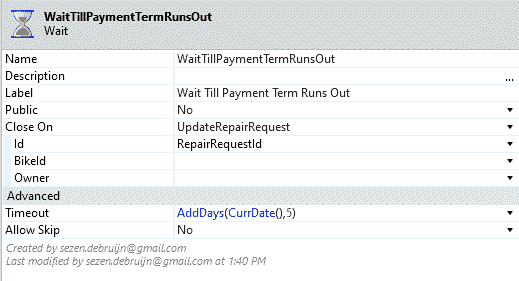 WaitTillPaymentTermRunsOut
Wait
Name WaitTillPaymentTermRunsOut
Description ...
Label Wait Till Payment Term Runs Out
Public No
Close On UpdateRepairRequest
Id RepairRequestId
BikeId
Owner
Advanced
Timeout AddDays(CurrDate(),5)
Allow Skip No
Created by sezen.debruijn@gmail.com
Last modified by sezen.debruijn@gmail.com at 1:40 PM